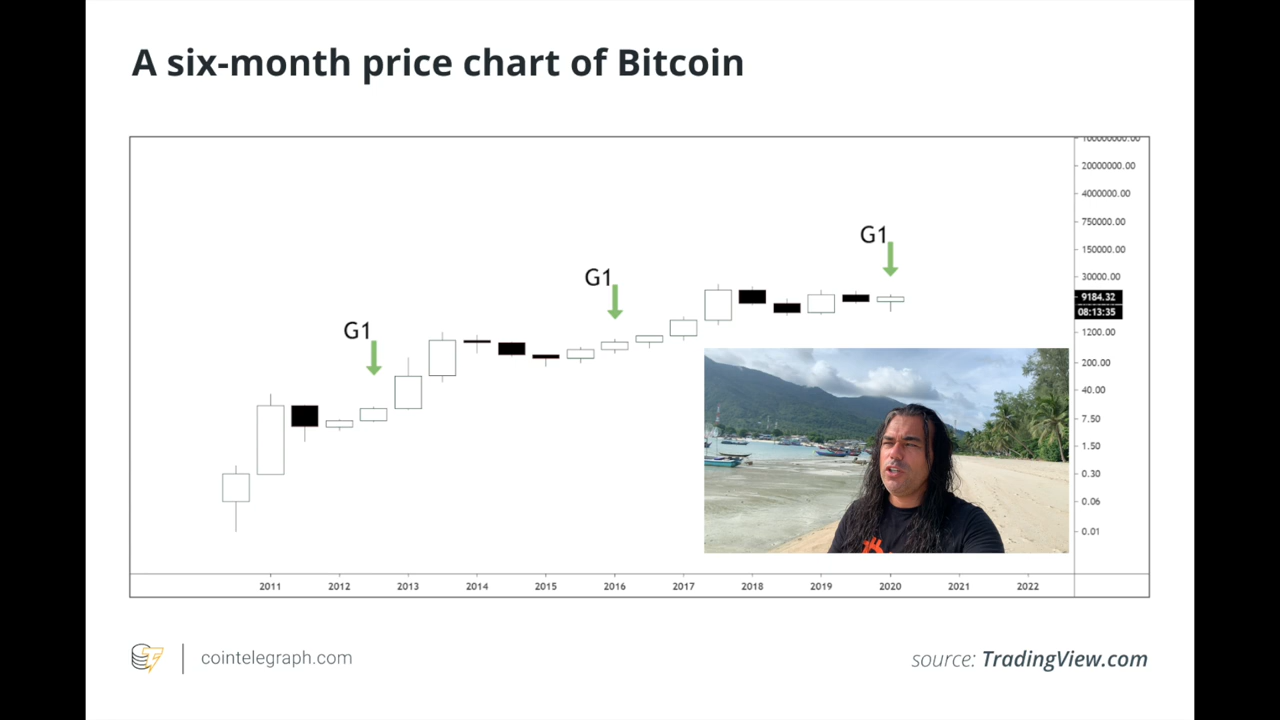 A six-month price chart of Bitcoin
100000000.00
20000000.00
4000000.00
750000.00
150000.00
30000.00
9184.32
08:13:35
1200.00
200.00
40.00
7.50
1.50
0.30
0.06
0.01
G1
G1
G1
2011 2012 2013 2014 2015 2016 2017 2018 2019 2020 2021 2022
cointelegraph.com
source: TradingView.com